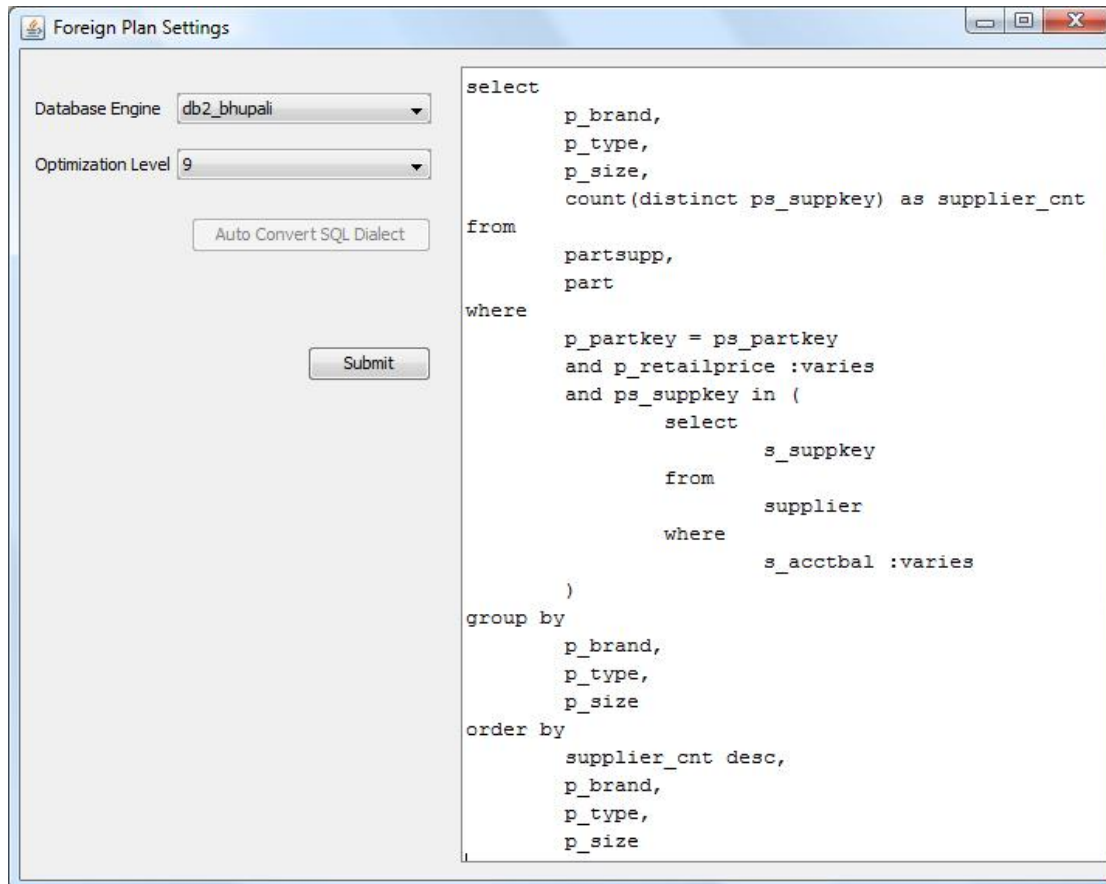 Foreign Plan Settings
Database Engine db2_bhupali
Optimization Level 9
Auto Convert SQL Dialect
Submit
select
p_brand,
p_type,
p_size,
count(distinct ps_suppkey) as supplier_cnt
from
partsupp,
part
where
p_partkey = ps_partkey
and p_retailprice :varies
and ps_suppkey in (
select
s_suppkey
from
supplier
where
s_acctbal :varies
)
group by
p_brand,
p_type,
p_size
order by
supplier_cnt desc,
p_brand,
p_type,
p_size